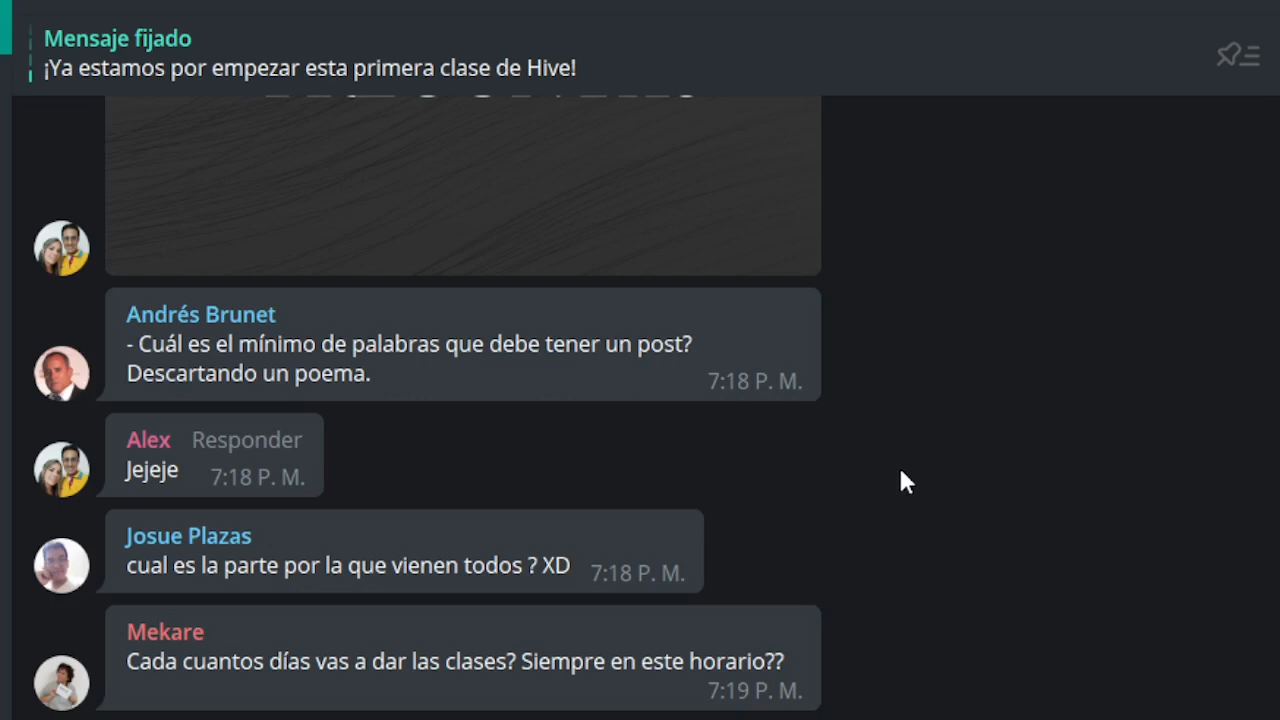 Mensaje fijado
¡Ya estamos por empezar esta primera clase de Hive!
Andrés Brunet
- Cuál es el mínimo de palabras que debe tener un post?
Descartando un poema.
7:18 P. M.
Alex Responder
Jejeje 7:18 P. M.
Josue Plazas
cual es la parte por la que vienen todos ? XD 7:18 P. M.
Mekare
Cada cuantos días vas a dar las clases? Siempre en este horario??
7:19 P. M.